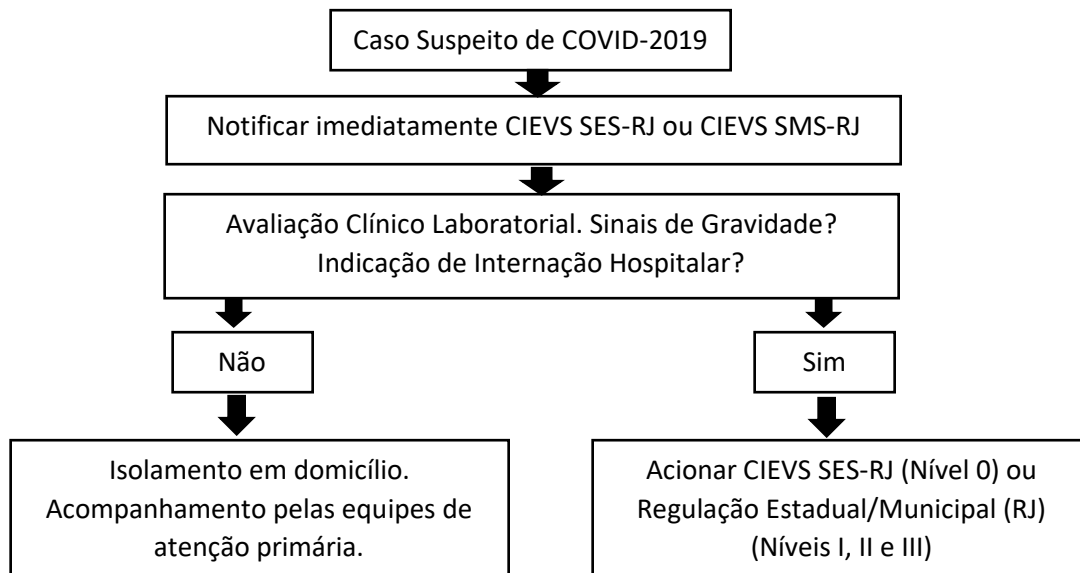 Caso Suspeito de COVID-2019
Notificar imediatamente CIEVS SES-RJ ou CIEVS SMS-RJ
Avaliação Clínico Laboratorial. Sinais de Gravidade?
Indicação de Internação Hospitalar?
Não
Sim
Isolamento em domicílio.
Acompanhamento pelas equipes de
atenção primária.
Acionar CIEVS SES-RJ (Nível 0) ou
Regulação Estadual/Municipal (RJ)
(Níveis I, II e III)